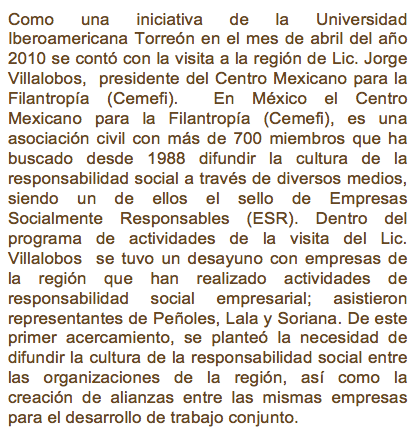 Como una iniciativa de la Universidad
Iberoamericana Torreón en el mes de abril del año
2010 se contó con la visita a la región de Lic. Jorge
Villalobos, presidente del Centro Mexicano para la
Filantropía (Cemefi). En México el Centro
Mexicano para la Filantropía (Cemefi), es una
asociación civil con más de 700 miembros que ha
buscado desde 1988 difundir la cultura de la
responsabilidad social a través de diversos medios,
siendo un de ellos el sello de Empresas
Socialmente Responsables (ESR). Dentro del
programa de actividades de la visita del Lic.
Villalobos se tuvo un desayuno con empresas de
la región que han realizado actividades de
responsabilidad social empresarial; asistieron
representantes de Peñoles, Lala y Soriana. De este
primer acercamiento, se planteó la necesidad de
difundir la cultura de la responsabilidad social entre
las organizaciones de la región, así como la
creación de alianzas entre las mismas empresas
para el desarrollo de trabajo conjunto.